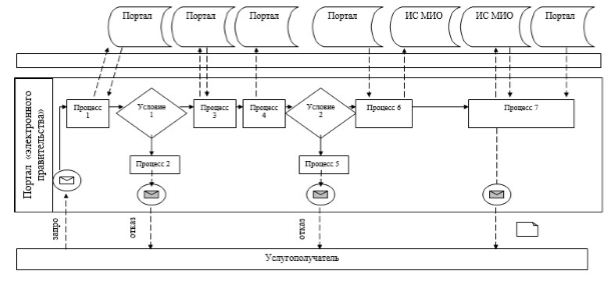 Портал
Портал
Портал
Портал
ИС МИО
ИС МИО
Портал
Портал «электронного
правительства»
Процесс
1
Условие
1
Процесс
3
Процесс
4
Условие
2
Процесс 6
Процесс 7
Процесс 2
Процесс 5
запро
отказ
отказ
Услугополучатель